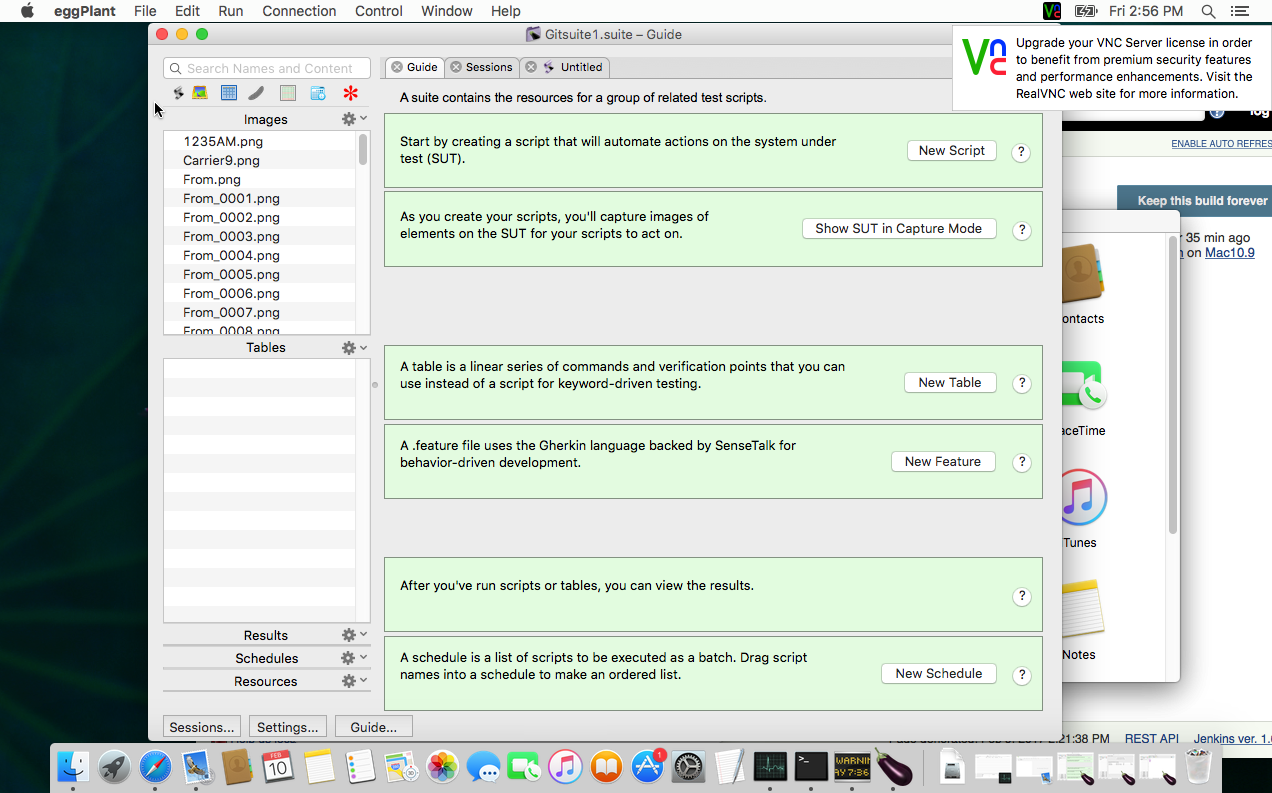 eggPlant File Edit Run Connection Control Window Help
Fri 2:56 PM
Gitsuite1.suite – Guide
Upgrade your VNC Server license in order
to benefit from premium security features
and performance enhancements. Visit the
RealVNC web site for more information.
Search Names and Content
Guide
Sessions
Untitled
A suite contains the resources for a group of related test scripts.
Images
1235AM.png
Carrier9.png
From.png
From_0001.png
From_0002.png
From_0003.png
From_0004.png
From_0005.png
From_0006.png
From_0007.png
From_0008.png
Tables
Results
Schedules
Resources
Sessions...
Settings...
Guide...
Start by creating a script that will automate actions on the system under
test (SUT).
New Script
?
As you create your scripts, you'll capture images of
elements on the SUT for your scripts to act on.
Show SUT in Capture Mode
?
A table is a linear series of commands and verification points that you can
use instead of a script for keyword-driven testing.
New Table
?
A .feature file uses the Gherkin language backed by SenseTalk for
behavior-driven development.
New Feature
?
After you've run scripts or tables, you can view the results.
?
A schedule is a list of scripts to be executed as a batch. Drag script
names into a schedule to make an ordered list.
New Schedule
?
log
ENABLE AUTO REFRES
Keep this build forever
35 min ago
on Mac10.9
ontacts
aceTime
Tunes
Notes
21:38 PM
REST API
Jenkins ver. 1.
FEB
10
1
WARNIN
AY 7:36